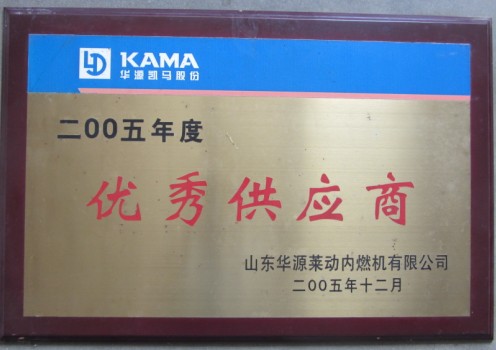 LD KAMA
华源凯马股份
二00五年度
优秀供应商
山东华源莱动内燃机有限公司
二00五年十二月